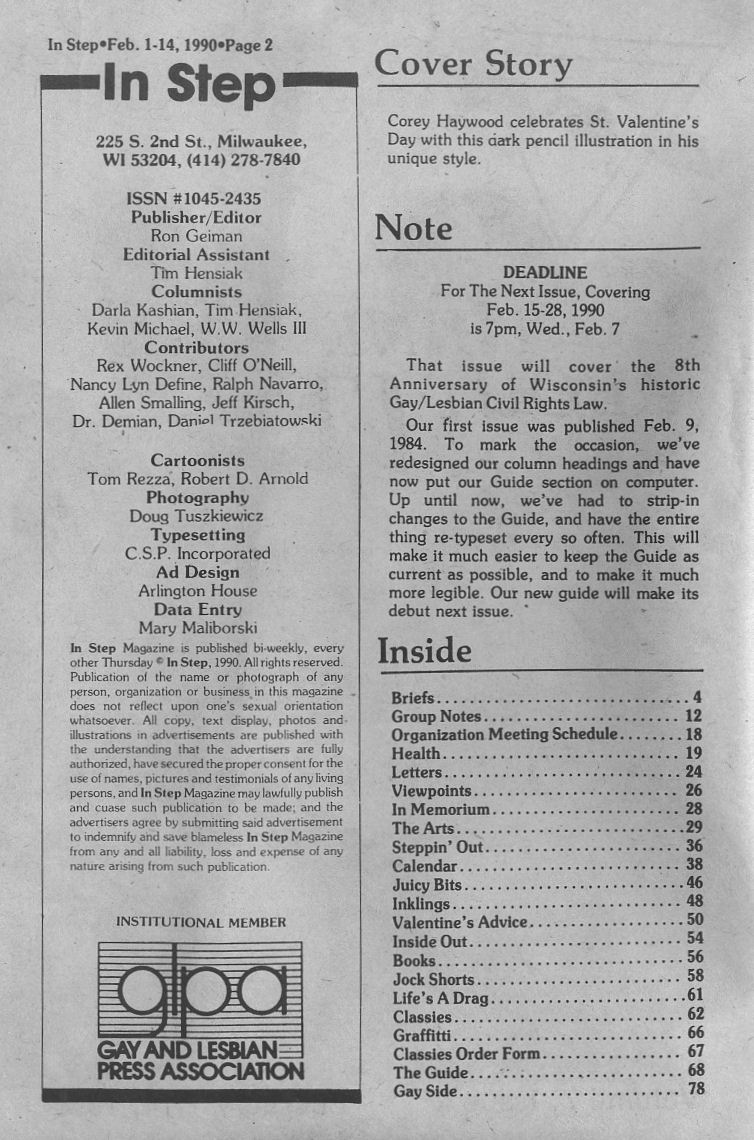 In Step•Feb. 1-14, 1990•Page 2
In Step
225 S. 2nd St., Milwaukee,
WI 53204, (414) 278-7840
ISSN #1045-2435
Publisher/Editor
Ron Geiman
Editorial Assistant
Tim Hensiak
Columnists
Darla Kashian, Tim Hensiak,
Kevin Michael, W.W. Wells III
Contributors
Rex Wockner, Cliff O'Neill,
Nancy Lyn Define, Ralph Navarro,
Allen Smalling, Jeff Kirsch,
Dr. Demian, Daniel Trzebiatowski
Cartoonists
Tom Rezza, Robert D. Arnold
Photography
Doug Tuszkiewicz
Typesetting
C.S.P. Incorporated
Ad Design
Arlington House
Data Entry
Mary Maliborski
In Step Magazine is published bi-weekly, every
other Thursday © In Step, 1990. All rights reserved.
Publication of the name or photograph of any
person, organization or business in this magazine
does not reflect upon one's sexual orientation
whatsoever. All copy, text display, photos and
illustrations in advertisements are published with
the understanding that the advertisers are fully
authorized, have secured the proper consent for the
use of names, pictures and testimonials of any living
persons, and In Step Magazine may lawfully publish
and cuase such publication to be made; and the
advertisers agree by submitting said advertisement
to indemnify and save blameless In Step Magazine
from any and all liability, loss and expense of any
nature arising from such publication.
INSTITUTIONAL MEMBER
glpa
GAY AND LESBIAN
PRESS ASSOCIATION
Cover Story
Corey Haywood celebrates St. Valentine's
Day with this dark pencil illustration in his
unique style.
Note
DEADLINE
For The Next Issue, Covering
Feb. 15-28, 1990
is 7pm, Wed., Feb. 7
That issue will cover the 8th
Anniversary of Wisconsin's historic
Gay/Lesbian Civil Rights Law.
Our first issue was published Feb. 9,
1984. To mark the occasion, we've
redesigned our column headings and have
now put our Guide section on computer.
Up until now, we've had to strip-in
changes to the Guide, and have the entire
thing re-typeset every so often. This will
make it much easier to keep the Guide as
current as possible, and to make it much
more legible. Our new guide will make its
debut next issue.
Inside
Briefs............................... 4
Group Notes........................ 12
Organization Meeting Schedule........ 18
Health............................. 19
Letters............................. 24
Viewpoints......................... 26
In Memorium....................... 28
The Arts............................29
Steppin' Out........................ 36
Calendar........................... 38
Juicy Bits...........................46
Inklings............................ 48
Valentine's Advice................... 50
Inside Out.......................... 54
Books.............................. 56
Jock Shorts......................... 58
Life's A Drag........................61
Classies............................ 62
Graffitti............................ 66
Classies Order Form................. 67
The Guide.......................... 68
Gay Side........................... 78